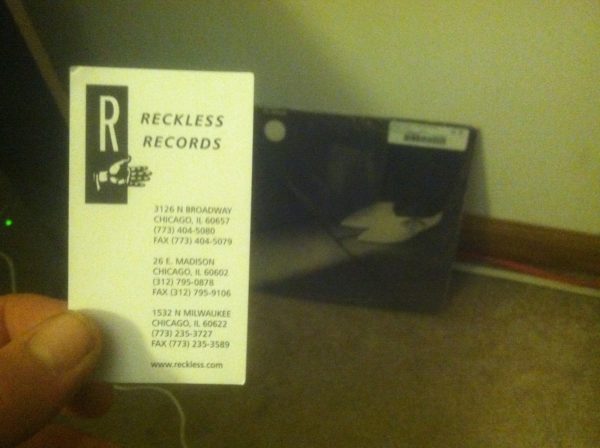 R
RECKLESS
RECORDS
3126 N BROADWAY
CHICAGO, IL 60657
(773) 404-5080
FAX (773) 404-5079
26 E. MADISON
CHICAGO, IL 60602
(312) 795-0878
FAX (312) 795-9106
1532 N MILWAUKEE
CHICAGO, IL 60622
(773) 235-3727
FAX (773) 235-3589
www.reckless.com